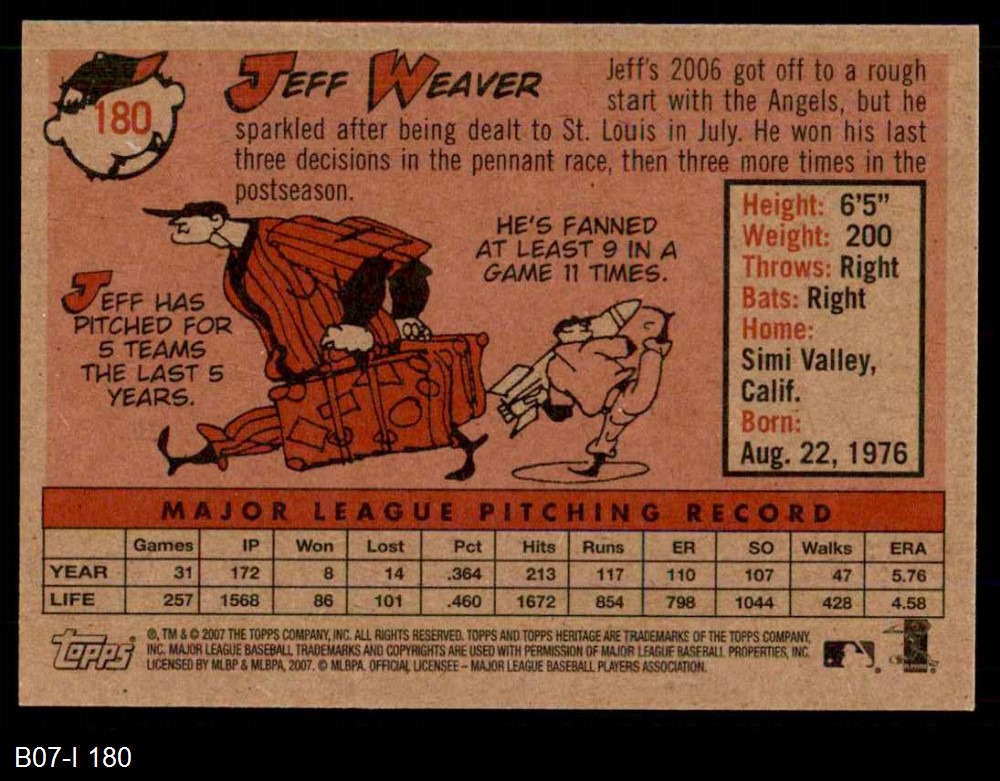 180
JEFF WEAVER
Jeff's 2006 got off to a rough
start with the Angels, but he
sparkled after being dealt to St. Louis in July. He won his last
three decisions in the pennant race, then three more times in the
postseason.
JEFF HAS
PITCHED FOR
5 TEAMS
THE LAST 5
YEARS.
HE'S FANNED
AT LEAST 9 IN A
GAME 11 TIMES.
Height: 6'5"
Weight: 200
Throws: Right
Bats: Right
Home:
Simi Valley,
Calif.
Born:
Aug. 22, 1976
MAJOR LEAGUE PITCHING RECORD
Games IP Won Lost Pct Hits Runs ER SO Walks ERA
YEAR 31 172 8 14 .364 213 117 110 107 47 5.76
LIFE 257 1568 86 101 .460 1672 854 798 1044 428 4.58
Topps
®, TM & © 2007 THE TOPPS COMPANY, INC. ALL RIGHTS RESERVED. TOPPS AND TOPPS HERITAGE ARE TRADEMARKS OF THE TOPPS COMPANY,
INC. MAJOR LEAGUE BASEBALL TRADEMARKS AND COPYRIGHTS ARE USED WITH PERMISSION OF MAJOR LEAGUE BASEBALL PROPERTIES, INC.
LICENSED BY MLBP & MLBPA, 2007. © MLBPA. OFFICIAL LICENSEE – MAJOR LEAGUE BASEBALL PLAYERS ASSOCIATION.
B07-I 180